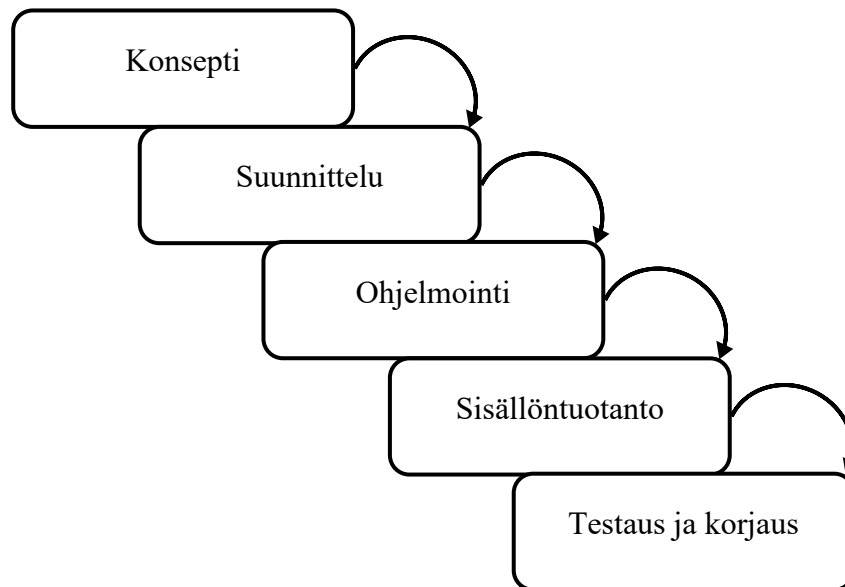 Konsepti
Suunnittelu
Ohjelmointi
Sisällöntuotanto
Testaus ja korjaus